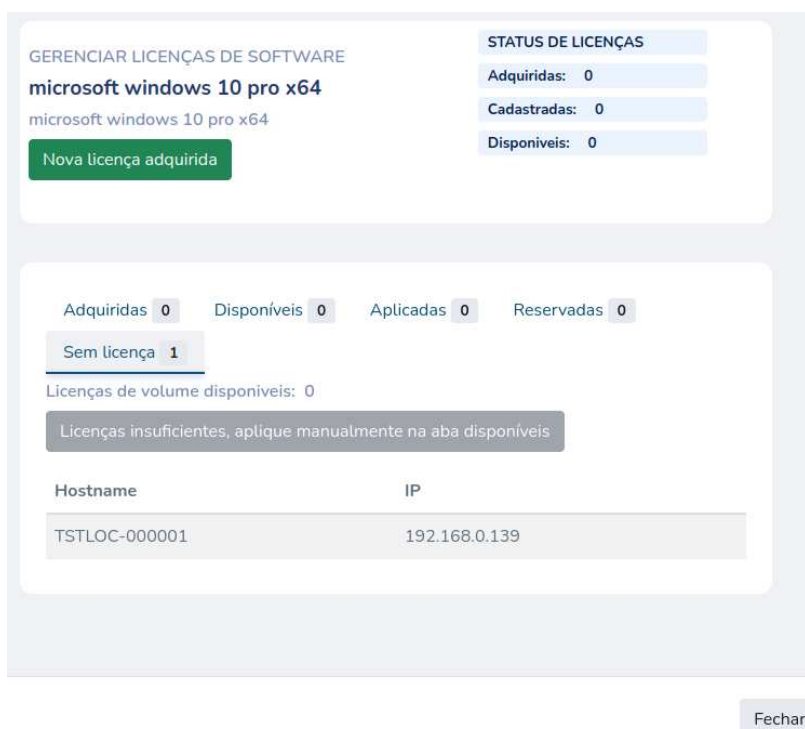 GERENCIAR LICENÇAS DE SOFTWARE
microsoft windows 10 pro x64
microsoft windows 10 pro x64
Nova licença adquirida
STATUS DE LICENÇAS
Adquiridas: 0
Cadastradas: 0
Disponiveis: 0
Adquiridas 0 Disponíveis 0 Aplicadas 0 Reservadas 0
Sem licença 1
Licenças de volume disponiveis: 0
Licenças insuficientes, aplique manualmente na aba disponíveis
Hostname IP
TSTLOC-000001 192.168.0.139
Fechar